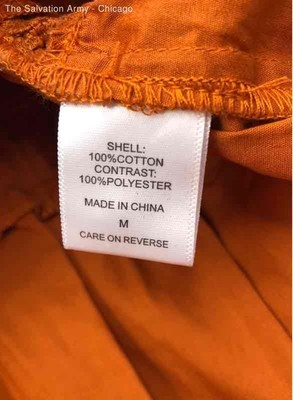 The Salvation Army - Chicago
SHELL:
100%COTTON
CONTRAST:
100%POLYESTER
MADE IN CHINA
M
CARE ON REVERSE